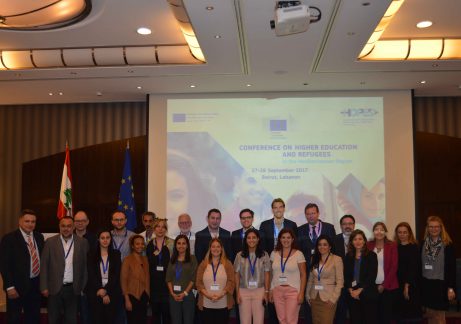 CONFERENCE ON HIGHER EDUCATION
AND REFUGEES
in the Mediterranean Region
27-28 September 2017
Beirut, Lebanon